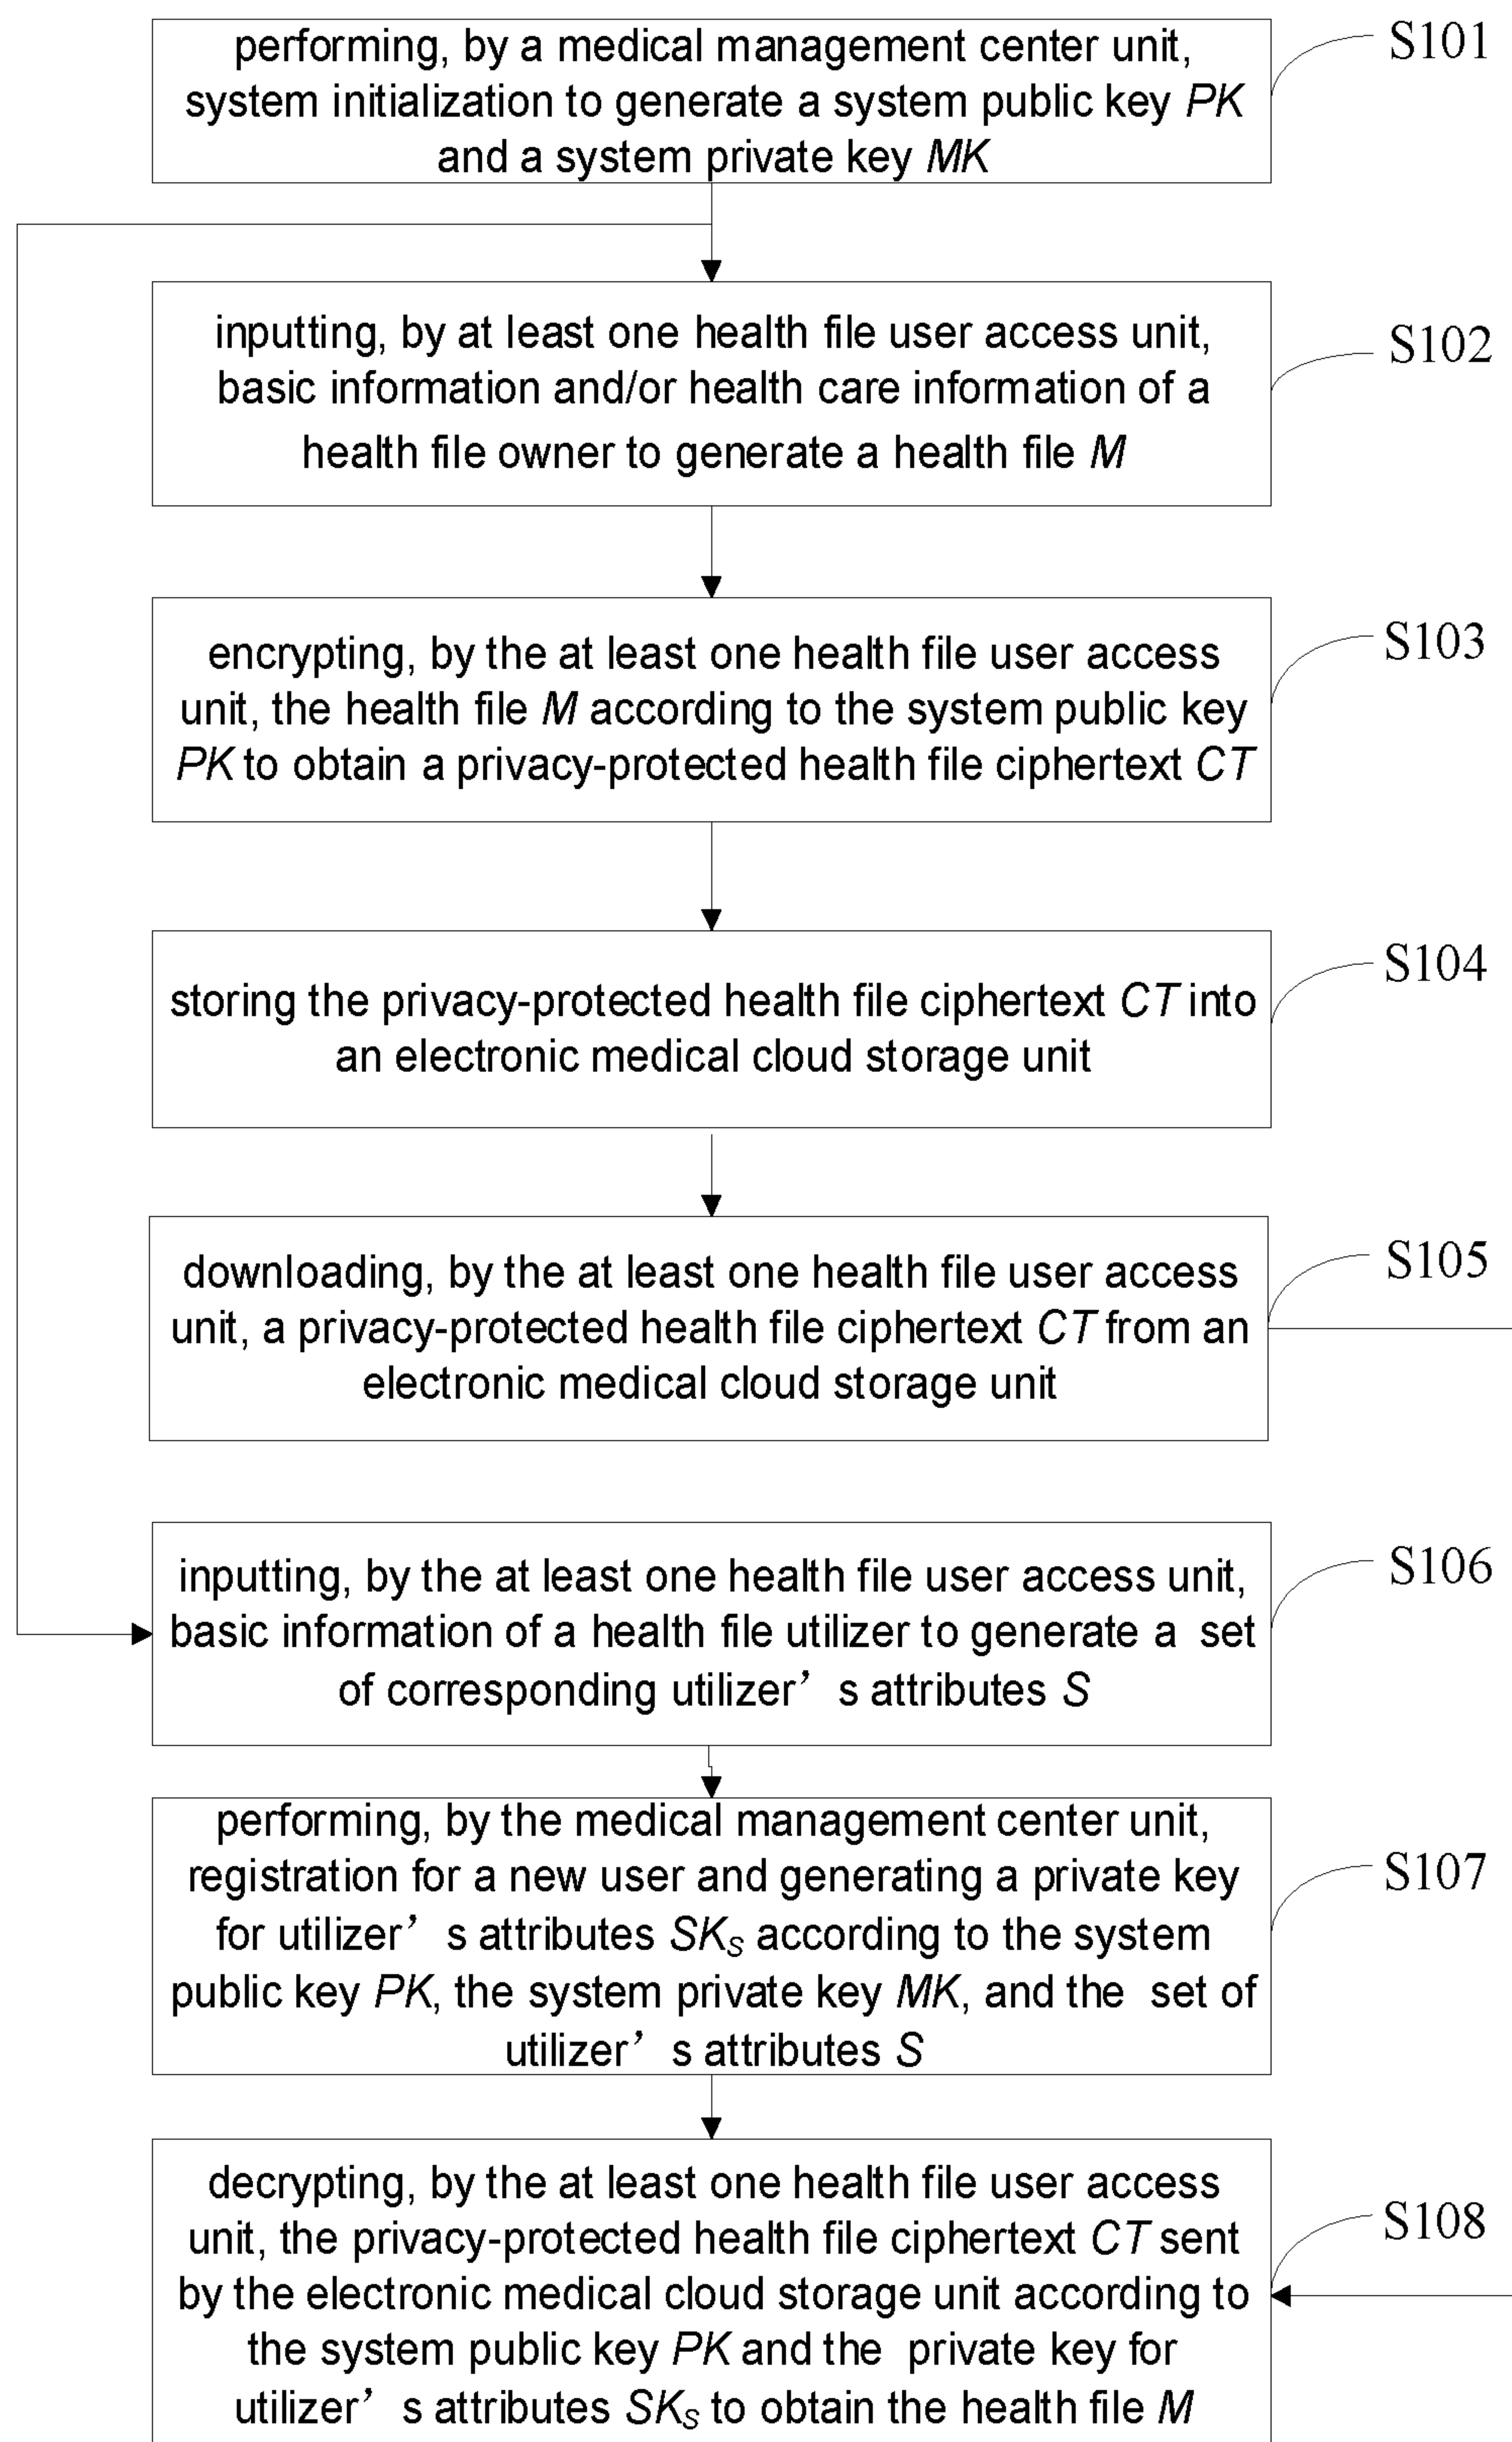 performing, by a medical management center unit,
system initialization to generate a system public key PK
and a system private key MK
S101
inputting, by at least one health file user access unit,
basic information and/or health care information of a
health file owner to generate a health file M
S102
encrypting, by the at least one health file user access
unit, the health file M according to the system public key
PK to obtain a privacy-protected health file ciphertext CT
S103
storing the privacy-protected health file ciphertext CT into
an electronic medical cloud storage unit
S104
downloading, by the at least one health file user access
unit, a privacy-protected health file ciphertext CT from an
electronic medical cloud storage unit
S105
inputting, by the at least one health file user access unit,
basic information of a health file utilizer to generate a set
of corresponding utilizer’s attributes S
S106
performing, by the medical management center unit,
registration for a new user and generating a private key
for utilizer’s attributes SKS according to the system
public key PK, the system private key MK, and the set of
utilizer’s attributes S
S107
decrypting, by the at least one health file user access
unit, the privacy-protected health file ciphertext CT sent
by the electronic medical cloud storage unit according to
the system public key PK and the private key for
utilizer’s attributes SKS to obtain the health file M
S108